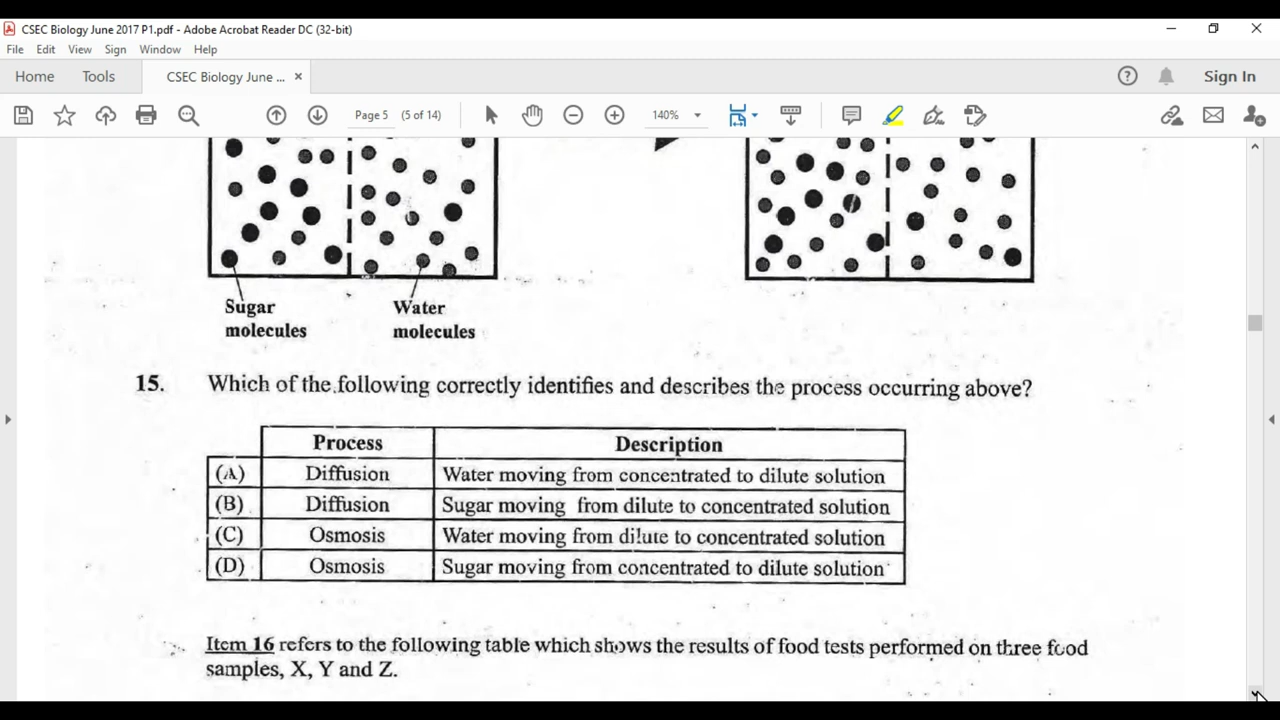 CSEC Biology June 2017 P1.pdf - Adobe Acrobat Reader DC (32-bit)
File Edit View Sign Window Help
Home Tools CSEC Biology June ... × Sign In
Page 5 (5 of 14) 140%
Sugar molecules
Water molecules
15. Which of the following correctly identifies and describes the process occurring above?
Process Description
(A) Diffusion Water moving from concentrated to dilute solution
(B) Diffusion Sugar moving from dilute to concentrated solution
(C) Osmosis Water moving from dilute to concentrated solution
(D) Osmosis Sugar moving from concentrated to dilute solution
Item 16 refers to the following table which shows the results of food tests performed on three food
samples, X, Y and Z.